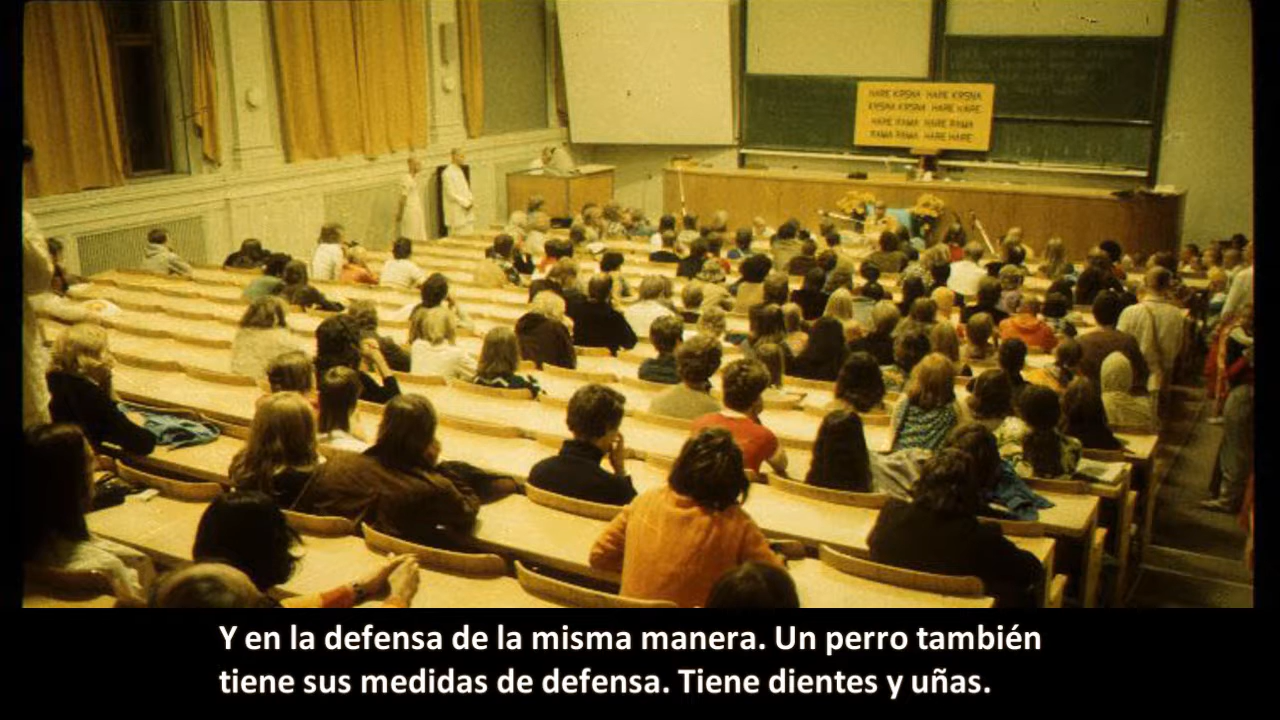 HARE KRSNA HARE KRSNA
KRSNA KRSNA HARE HARE
HARE RAMA HARE RAMA
RAMA RAMA HARE HARE
Y en la defensa de la misma manera. Un perro también
tiene sus medidas de defensa. Tiene dientes y uñas.